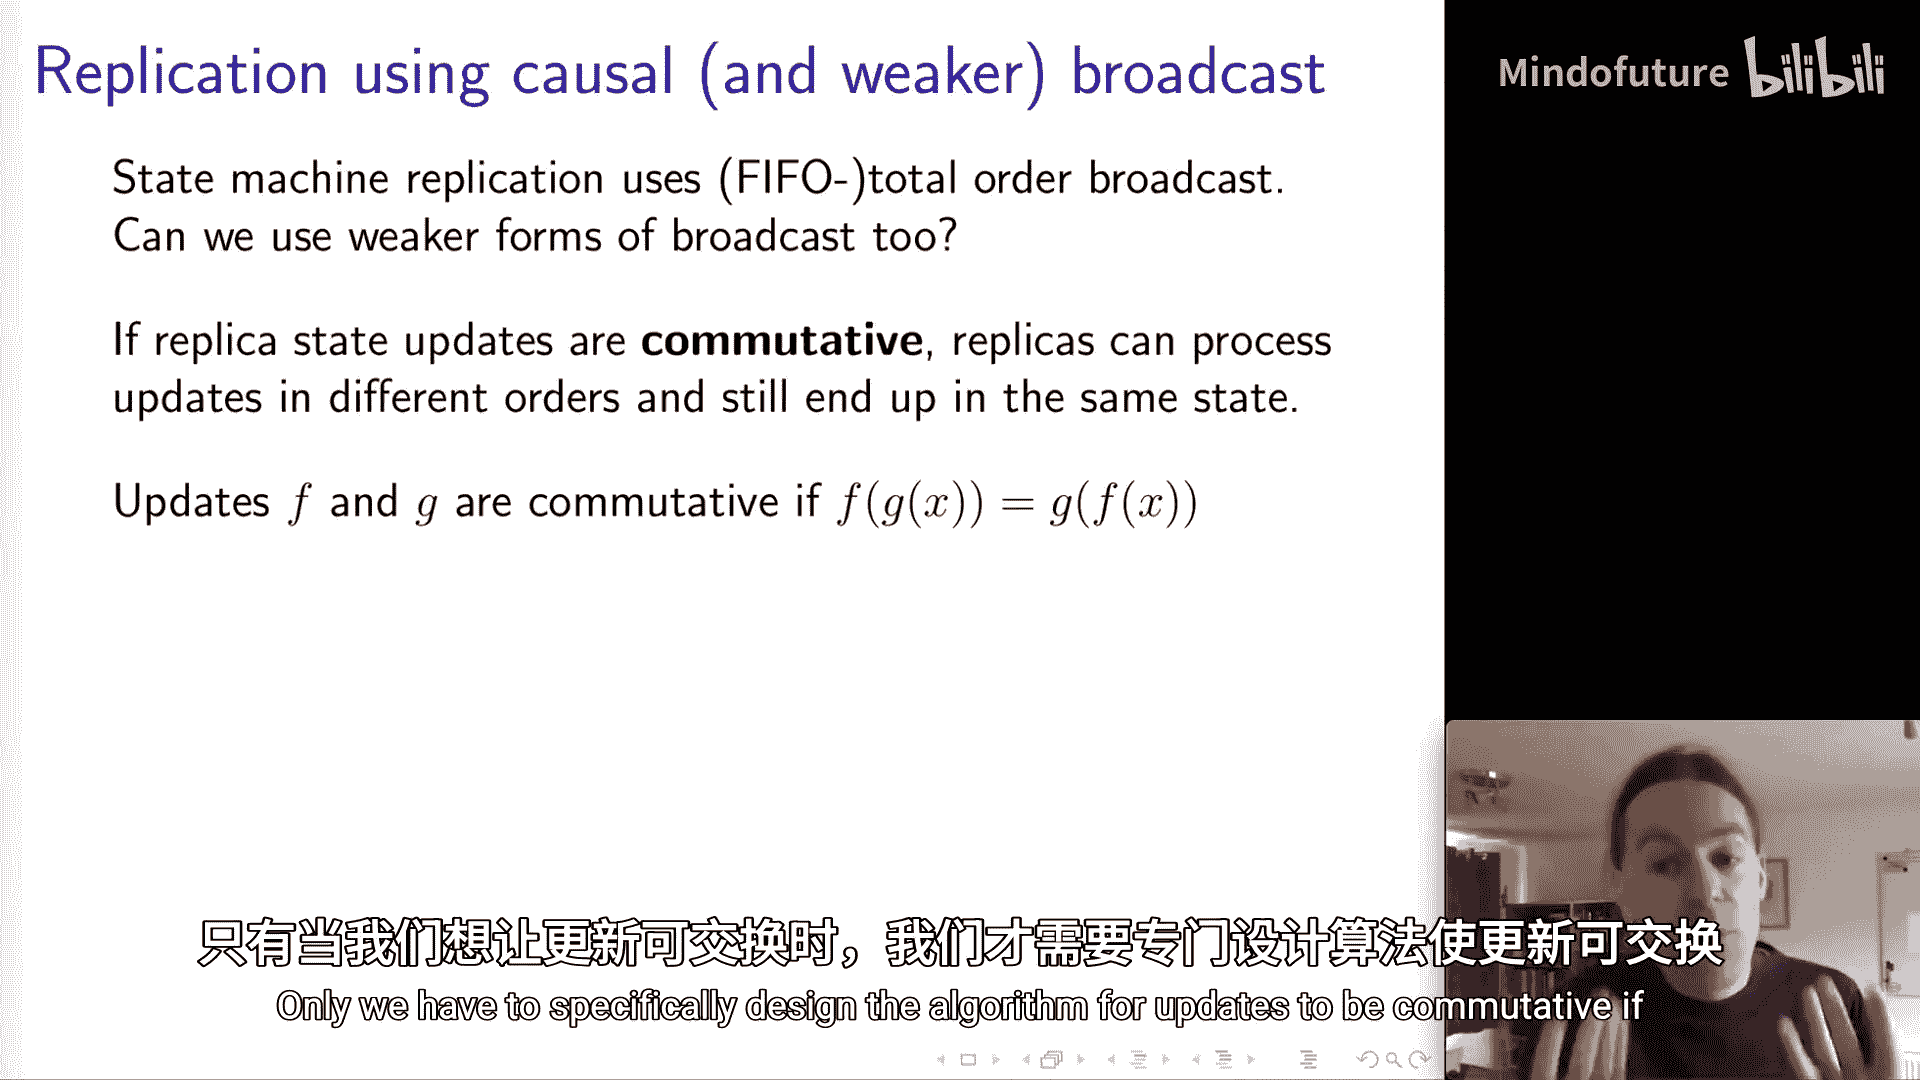 Replication using causal (and weaker) broadcast
Mindofuture bilibili
State machine replication uses (FIFO-)total order broadcast.
Can we use weaker forms of broadcast too?
If replica state updates are commutative, replicas can process
updates in different orders and still end up in the same state.
Updates f and g are commutative if f(g(x)) = g(f(x))
只有当我们想让更新可交换时，我们才需要专门设计算法使更新可交换
Only we have to specifically design the algorithm for updates to be commutative if